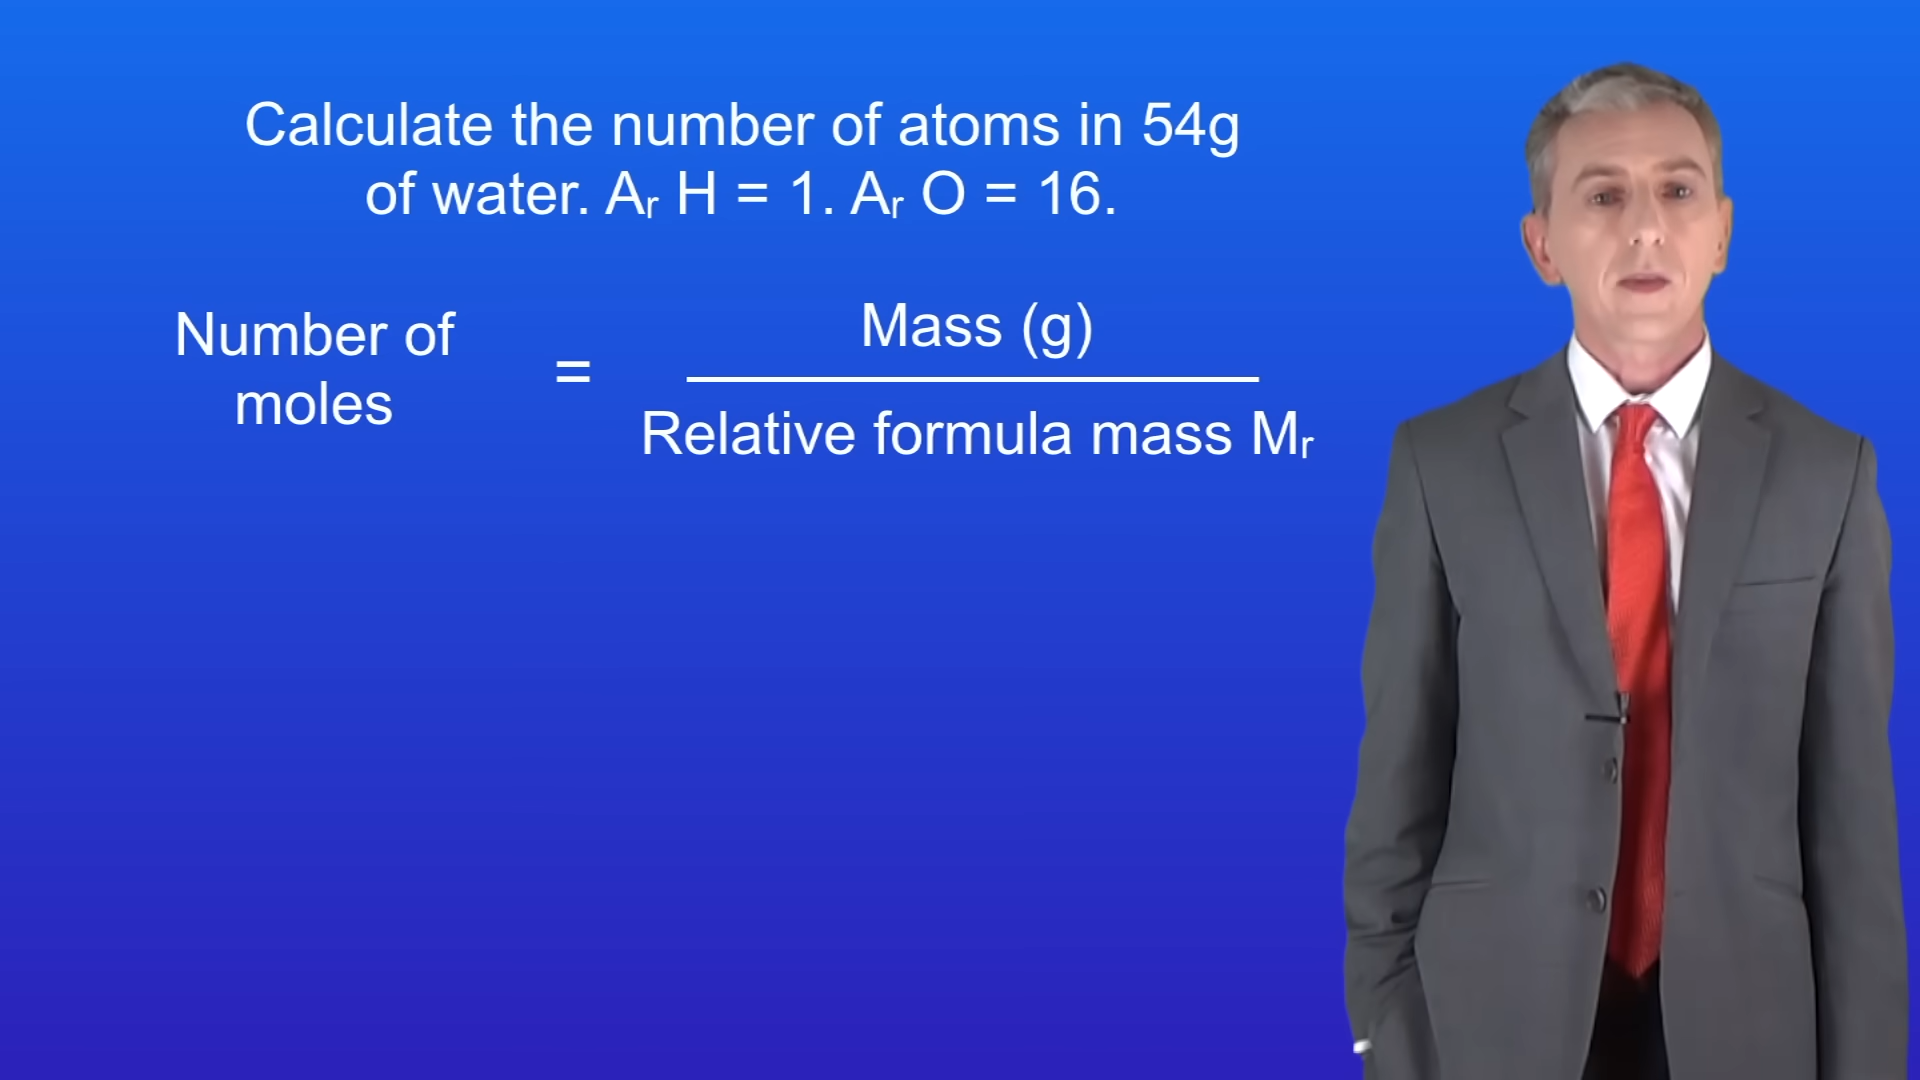 Calculate the number of atoms in 54g
of water. Ar H = 1. Ar O = 16.
Number of
moles
=
Mass (g)
Relative formula mass Mr